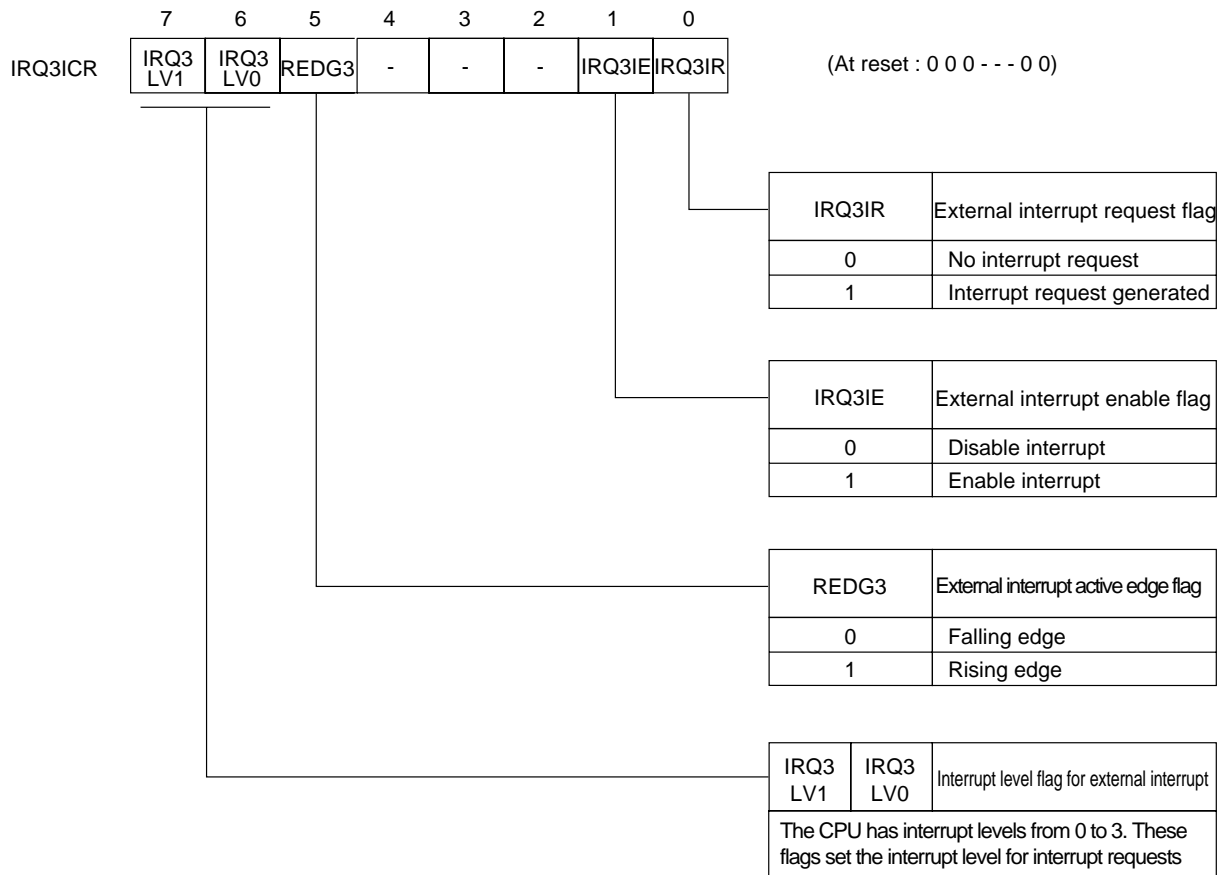 7 6 5 4 3 2 1 0
IRQ3ICR IRQ3 LV1 IRQ3 LV0 REDG3 - - - IRQ3IE IRQ3IR (At reset : 0 0 0 - - - 0 0)
IRQ3IR External interrupt request flag
0 No interrupt request
1 Interrupt request generated
IRQ3IE External interrupt enable flag
0 Disable interrupt
1 Enable interrupt
REDG3 External interrupt active edge flag
0 Falling edge
1 Rising edge
IRQ3 LV1 IRQ3 LV0 Interrupt level flag for external interrupt
The CPU has interrupt levels from 0 to 3. These
flags set the interrupt level for interrupt requests